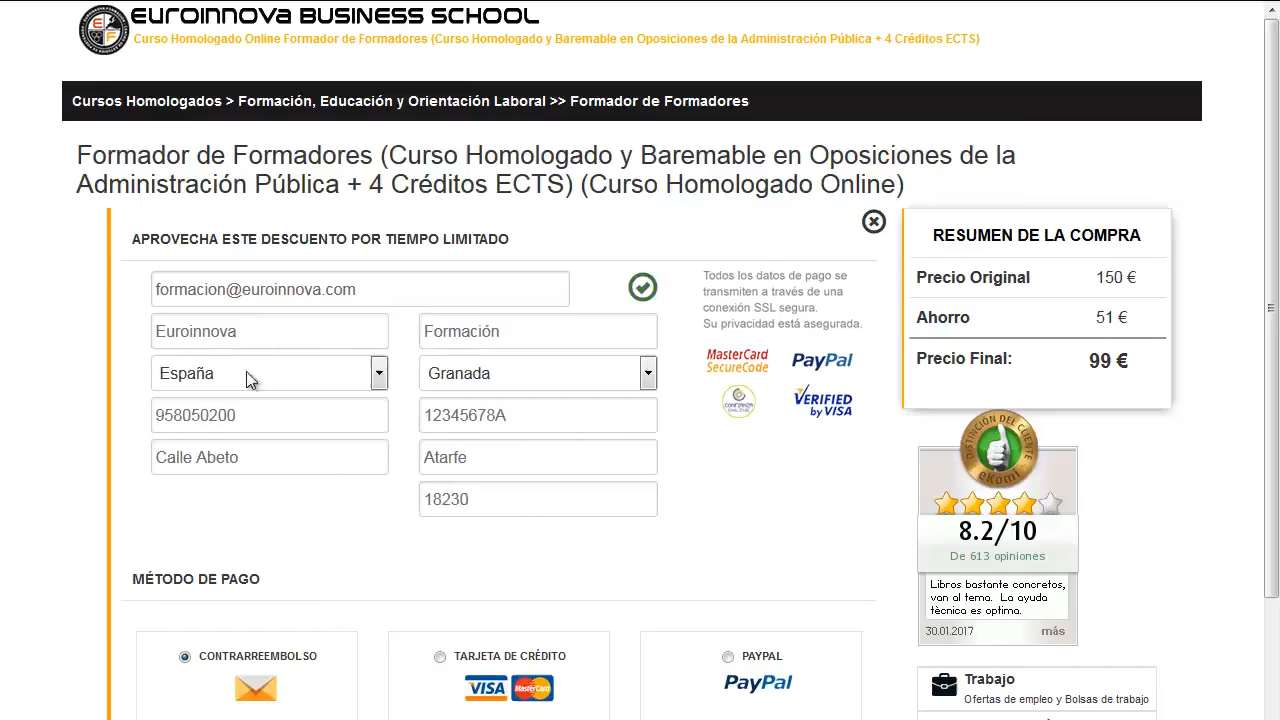 EUROINNOVA BUSINESS SCHOOL
Curso Homologado Online Formador de Formadores (Curso Homologado y Baremable en Oposiciones de la Administración Pública + 4 Créditos ECTS)
Cursos Homologados > Formación, Educación y Orientación Laboral >> Formador de Formadores
Formador de Formadores (Curso Homologado y Baremable en Oposiciones de la
Administración Pública + 4 Créditos ECTS) (Curso Homologado Online)
APROVECHA ESTE DESCUENTO POR TIEMPO LIMITADO
formacion@euroinnova.com
Euroinnova
Formación
España
Granada
958050200
12345678A
Calle Abeto
Atarfe
18230
Todos los datos de pago se
transmiten a través de una
conexión SSL segura.
Su privacidad está asegurada.
MasterCard
SecureCode
PayPal
CONFIANZA
ONLINE
VERIFIED
by VISA
MÉTODO DE PAGO
CONTRARREEMBOLSO
TARJETA DE CRÉDITO
VISA
MasterCard
PAYPAL
PayPal
RESUMEN DE LA COMPRA
Precio Original 150 €
Ahorro 51 €
Precio Final: 99 €
DISTINCIÓN DEL CLIENTE
eKomi
8.2/10
De 613 opiniones
Libros bastante concretos,
van al tema. La ayuda
tècnica es optima.
30.01.2017 más
Trabajo
Ofertas de empleo y Bolsas de trabajo